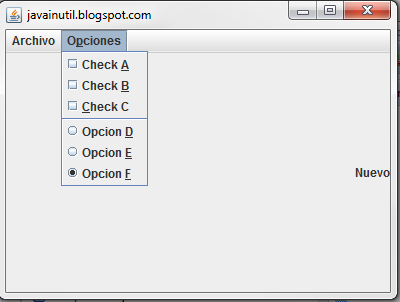 javainutil.blogspot.com
Archivo Opciones
Check A
Check B
Check C
Opcion D
Opcion E
Opcion F
Nuevo